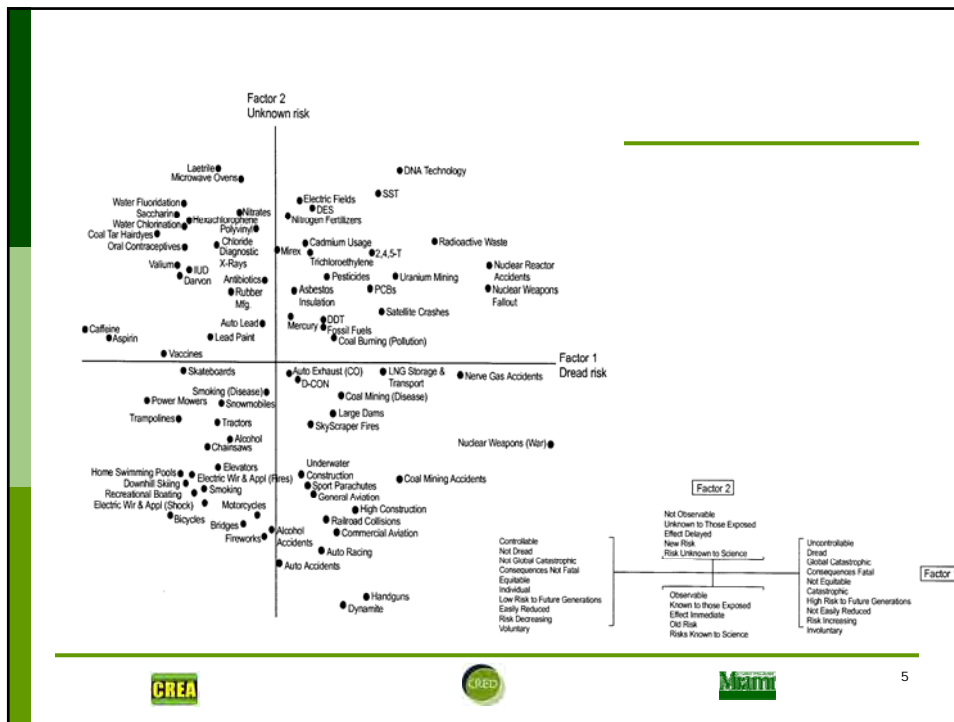 Factor 2
Unknown risk
Laetrile
Microwave Ovens
DNA Technology
SST
Water Fluoridation
Saccharin
Nitrates
Water Chlorination
Hexachlorophene
Polyvinyl
Coal Tar Hairdyes
Oral Contraceptives
Chloride
Diagnostic
X-Rays
Electric Fields
DES
Nitrogen Fertilizers
Mirex
Cadmium Usage
Trichloroethylene
2,4,5-T
Radioactive Waste
Valium
IUD
Darvon
Antibiotics
Rubber
Mfg
Pesticides
Asbestos
Insulation
PCBs
Uranium Mining
Nuclear Reactor
Accidents
Nuclear Weapons
Fallout
Satellite Crashes
Auto Lead
Mercury
DDT
Fossil Fuels
Coal Burning (Pollution)
Caffeine
Aspirin
Lead Paint
Vaccines
Factor 1
Dread risk
Skateboards
Auto Exhaust (CO)
D-CON
LNG Storage &
Transport
Nerve Gas Accidents
Smoking (Disease)
Power Mowers
Snowmobiles
Coal Mining (Disease)
Trampolines
Tractors
Large Dams
SkyScraper Fires
Alcohol
Chainsaws
Nuclear Weapons (War)
Elevators
Home Swimming Pools
Electric Wir & Appl (Fires)
Downhill Skiing
Smoking
Recreational Boating
Electric Wir & Appl (Shock)
Motorcycles
Bicycles
Bridges
Fireworks
Alcohol
Accidents
Underwater
Construction
Sport Parachutes
General Aviation
Coal Mining Accidents
High Construction
Railroad Collisions
Commercial Aviation
Auto Racing
Auto Accidents
Handguns
Dynamite
Factor 2
Not Observable
Unknown to Those Exposed
Effect Delayed
New Risk
Risk Unknown to Science
Controllable
Not Dread
Not Global Catastrophic
Consequences Not Fatal
Equitable
Individual
Low Risk to Future Generations
Easily Reduced
Risk Decreasing
Voluntary
Uncontrollable
Dread
Global Catastrophic
Consequences Fatal
Not Equitable
Catastrophic
High Risk to Future Generations
Not Easily Reduced
Risk Increasing
Involuntary
Factor
Observable
Known to those Exposed
Effect Immediate
Old Risk
Risks Known to Science
CREA
CRED
Miami
5